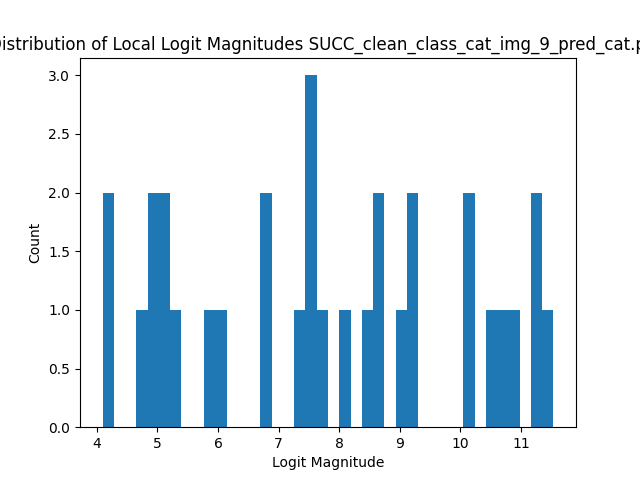 istribution of Local Logit Magnitudes SUCC_clean_class_cat_img_9_pred_cat.p
3.0
2.5
2.0
1.5
1.0
0.5
0.0
Count
4 5 6 7 8 9 10 11
Logit Magnitude